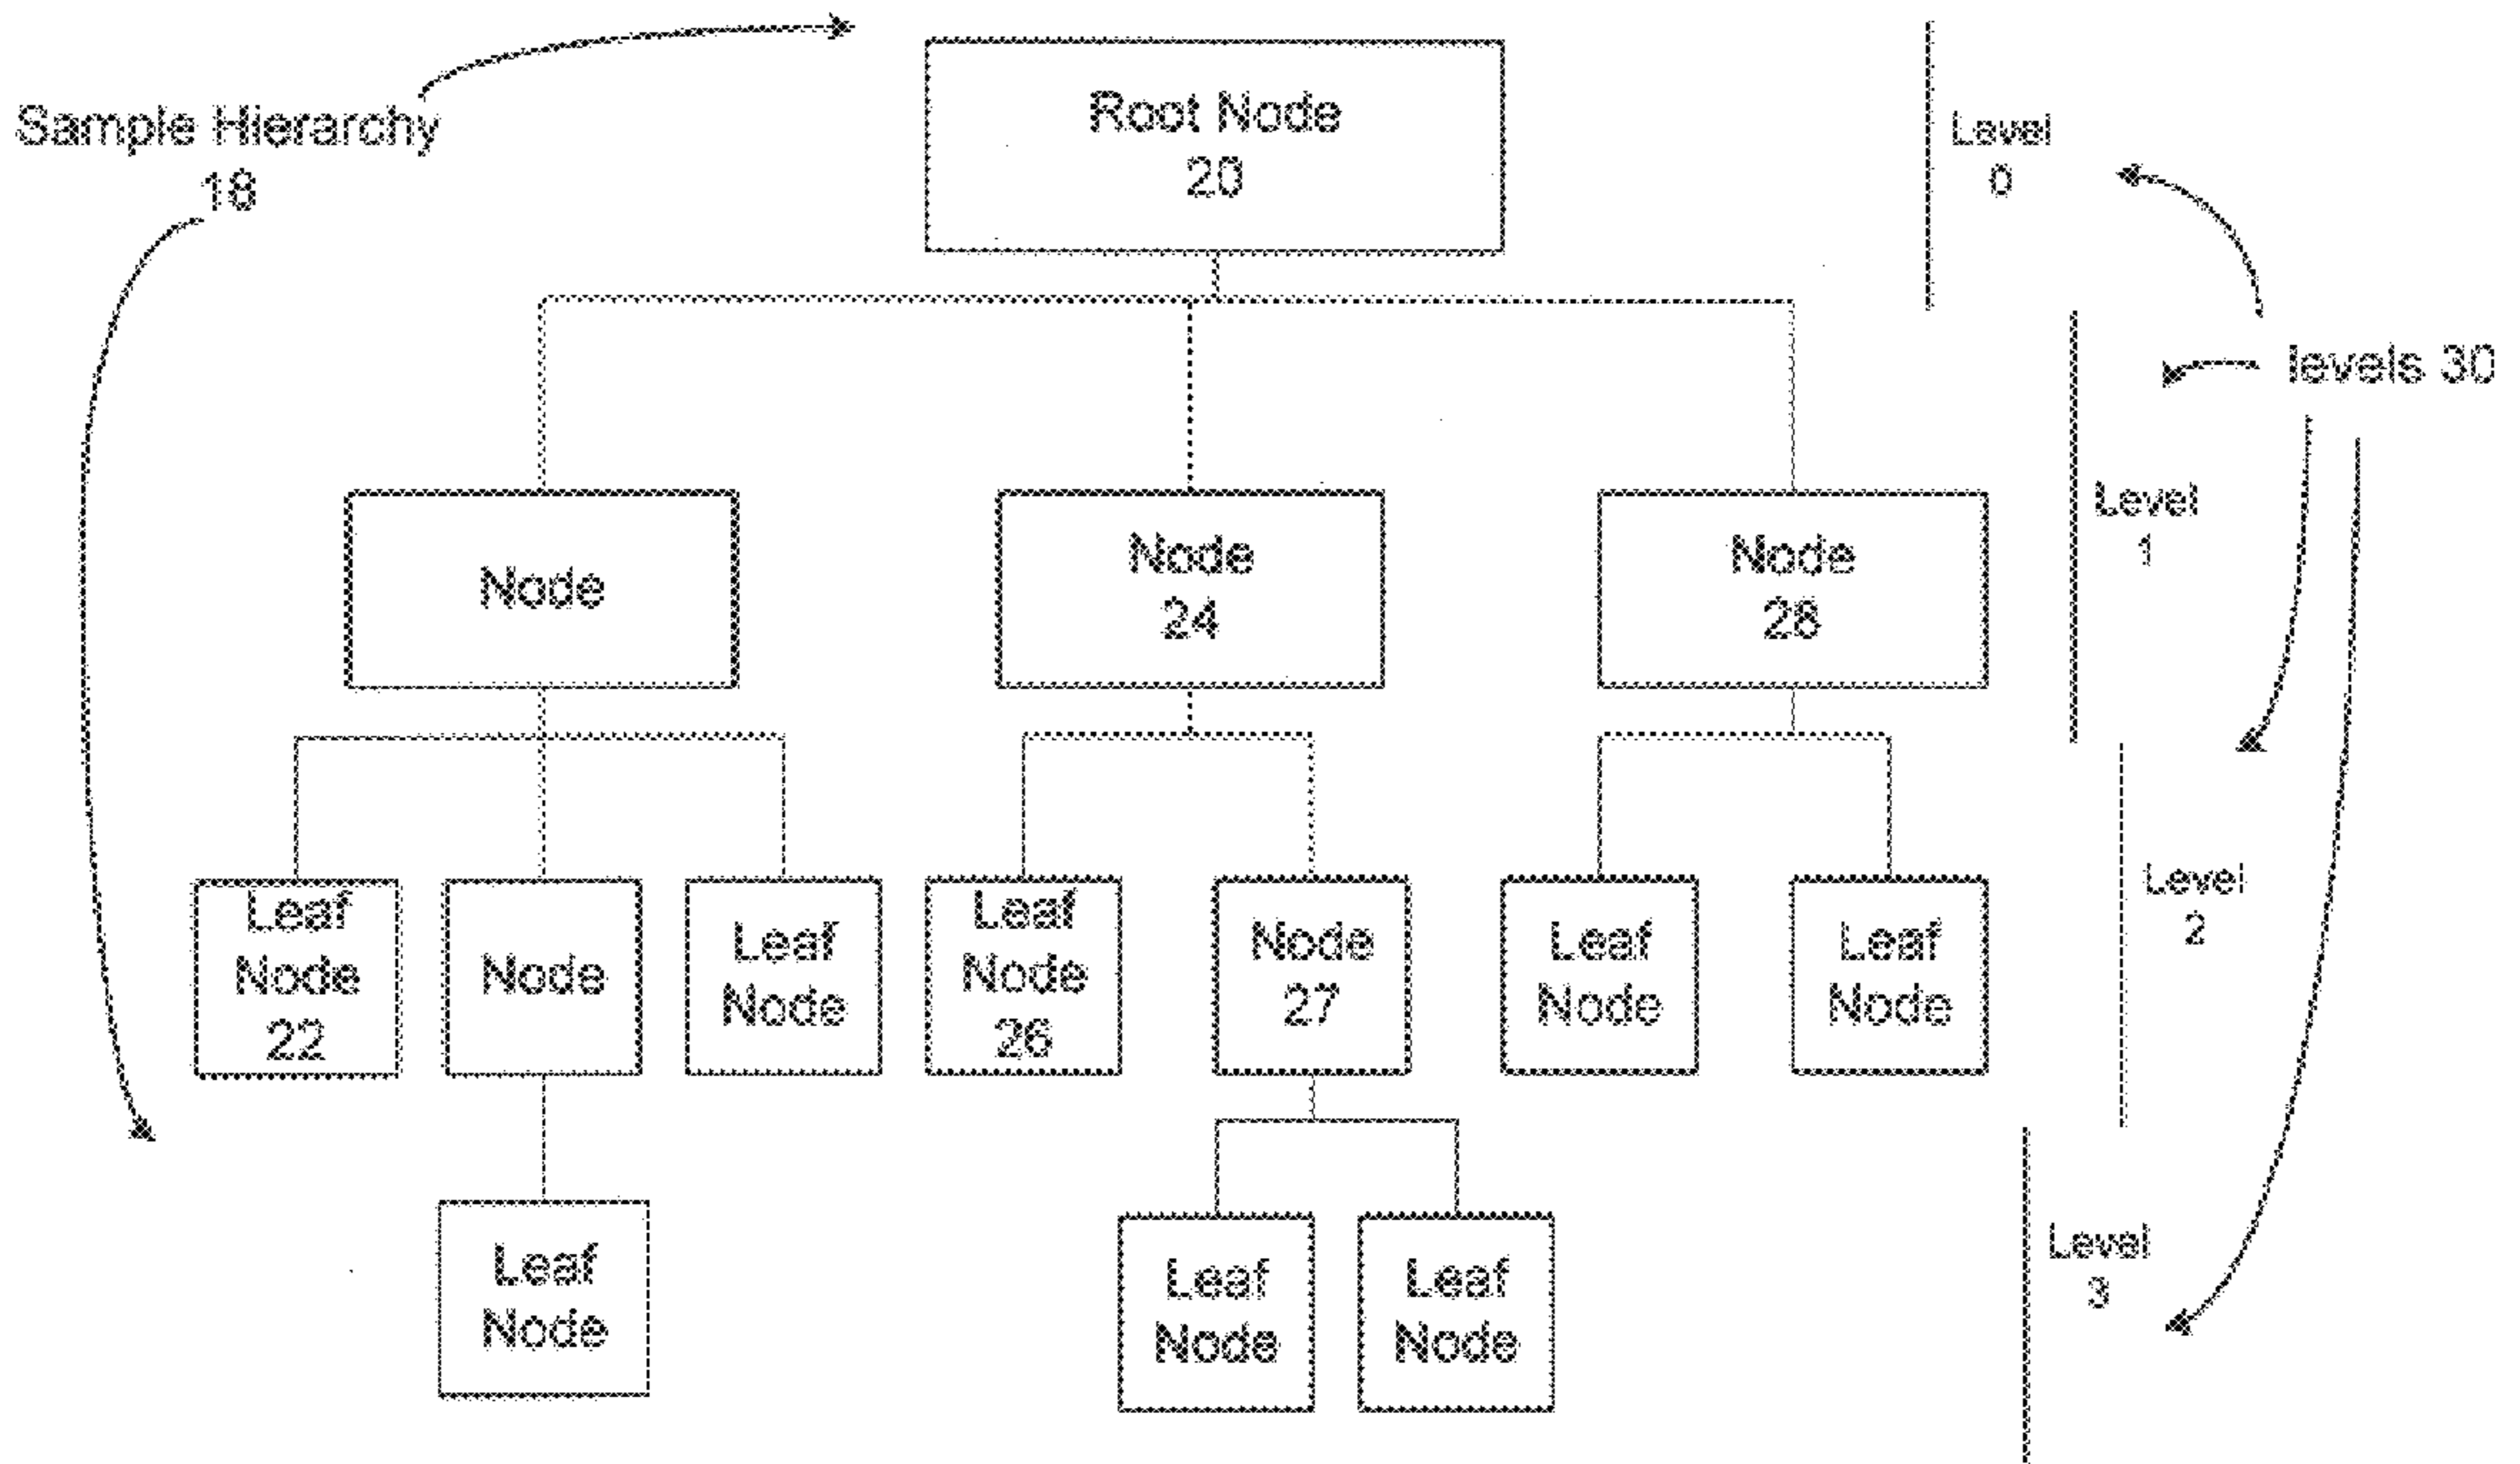 Sample Hierarchy
18
Root Node
20
Level
0
levels 30
Node
Node
24
Node
28
Level
1
Leaf
Node
22
Node
Leaf
Node
Leaf
Node
26
Node
27
Leaf
Node
Leaf
Node
Level
2
Leaf
Node
Leaf
Node
Leaf
Node
Level
3